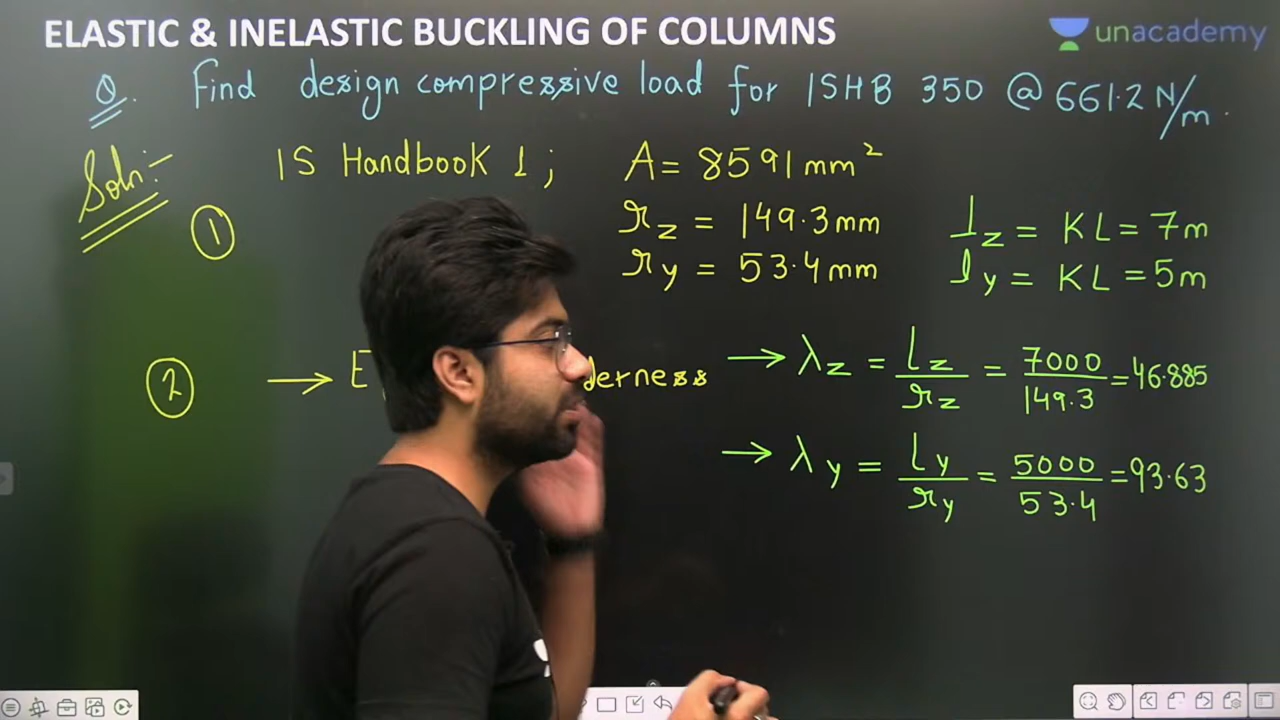 ELASTIC & INELASTIC BUCKLING OF COLUMNS
unacademy
Q. Find design compressive load for ISHB 350 @ 661.2 N/m.
Soln:-
IS Handbook 1; A = 8591 mm²
①
r_z = 149.3 mm
r_y = 53.4 mm
l_z = KL = 7m
l_y = KL = 5m
②
→ λ_z = l_z / r_z = 7000 / 149.3 = 46.885
→ λ_y = l_y / r_y = 5000 / 53.4 = 93.63